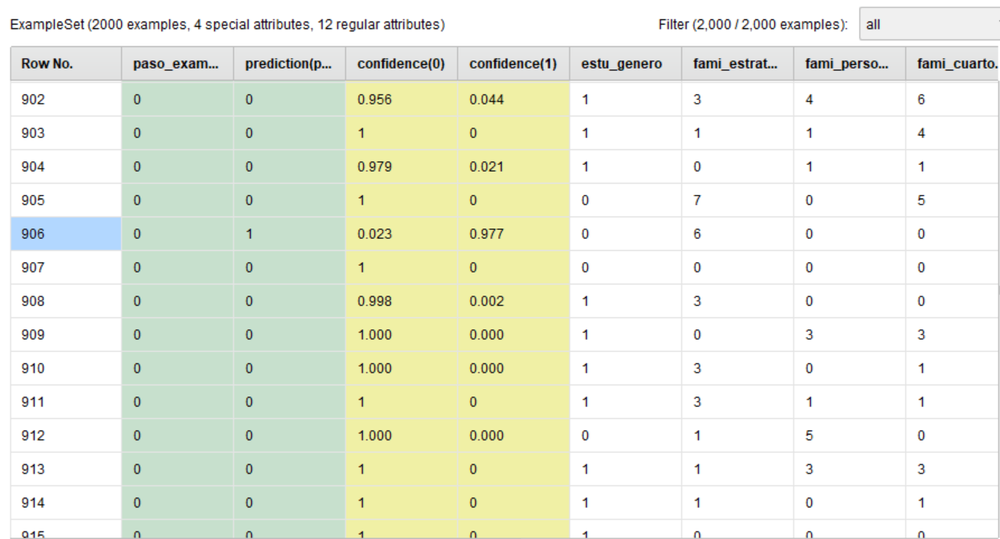 ExampleSet (2000 examples, 4 special attributes, 12 regular attributes) Filter (2,000 / 2,000 examples): all
Row No. paso_exam... prediction(p... confidence(0) confidence(1) estu_genero fami_estrat... fami_perso... fami_cuarto.
902 0 0 0.956 0.044 1 3 4 6
903 0 0 1 0 1 1 1 4
904 0 0 0.979 0.021 1 0 1 1
905 0 0 1 0 0 7 0 5
906 0 1 0.023 0.977 0 6 0 0
907 0 0 1 0 0 0 0 0
908 0 0 0.998 0.002 1 3 0 0
909 0 0 1.000 0.000 1 0 3 3
910 0 0 1.000 0.000 1 3 0 1
911 0 0 1 0 1 3 1 1
912 0 0 1.000 0.000 0 1 5 0
913 0 0 1 0 1 1 3 3
914 0 0 1 0 1 1 0 1
915 0 0 1 0 1 0 0 0